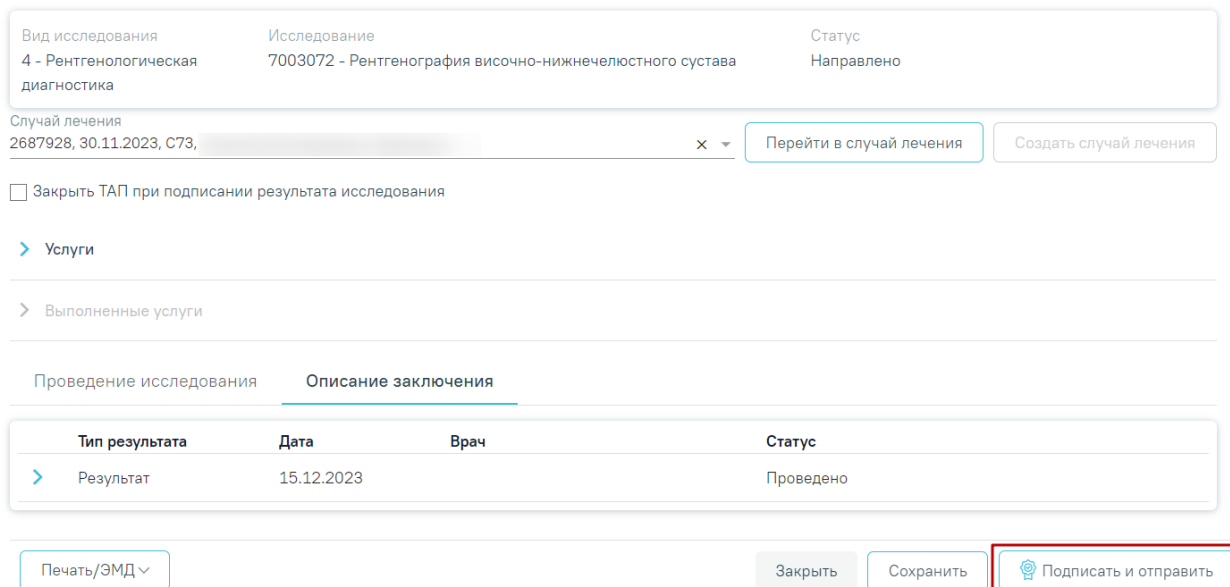 Вид исследования Исследование Статус
4 - Рентгенологическая 7003072 - Рентгенография височно-нижнечелюстного сустава Направлено
диагностика
Случай лечения
2687928, 30.11.2023, C73, Перейти в случай лечения Создать случай лечения
Закрыть ТАП при подписании результата исследования
Услуги
Выполненные услуги
Проведение исследования Описание заключения
Тип результата Дата Врач Статус
Результат 15.12.2023 Проведено
Печать/ЭМД Закрыть Сохранить Подписать и отправить